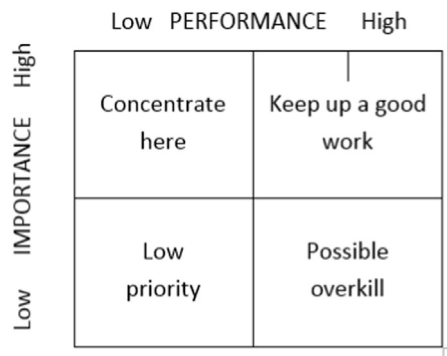 Low PERFORMANCE High
High
IMPORTANCE
Low
Concentrate
here
Keep up a good
work
Low
priority
Possible
overkill